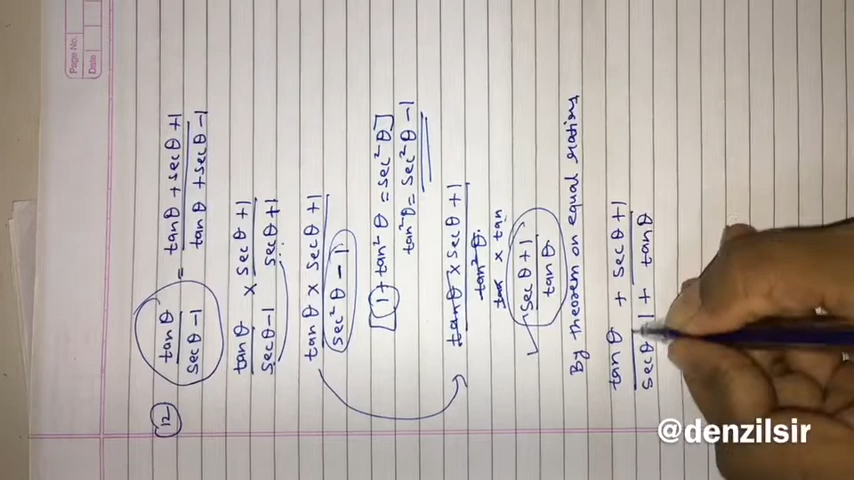 Page No.
Date
12 tanθ / secθ - 1 = tanθ + secθ + 1 / tanθ + secθ - 1
tanθ / secθ - 1 × secθ + 1 / secθ + 1
tanθ × secθ + 1 / sec²θ - 1
[1 + tan²θ = sec²θ]
tan²θ = sec²θ - 1
tanθ × secθ + 1 / tan²θ.
tan × tan
secθ + 1 / tanθ.
By theorem on equal
tanθ + secθ + 1 / secθ 1 + tanθ
@denzilsir